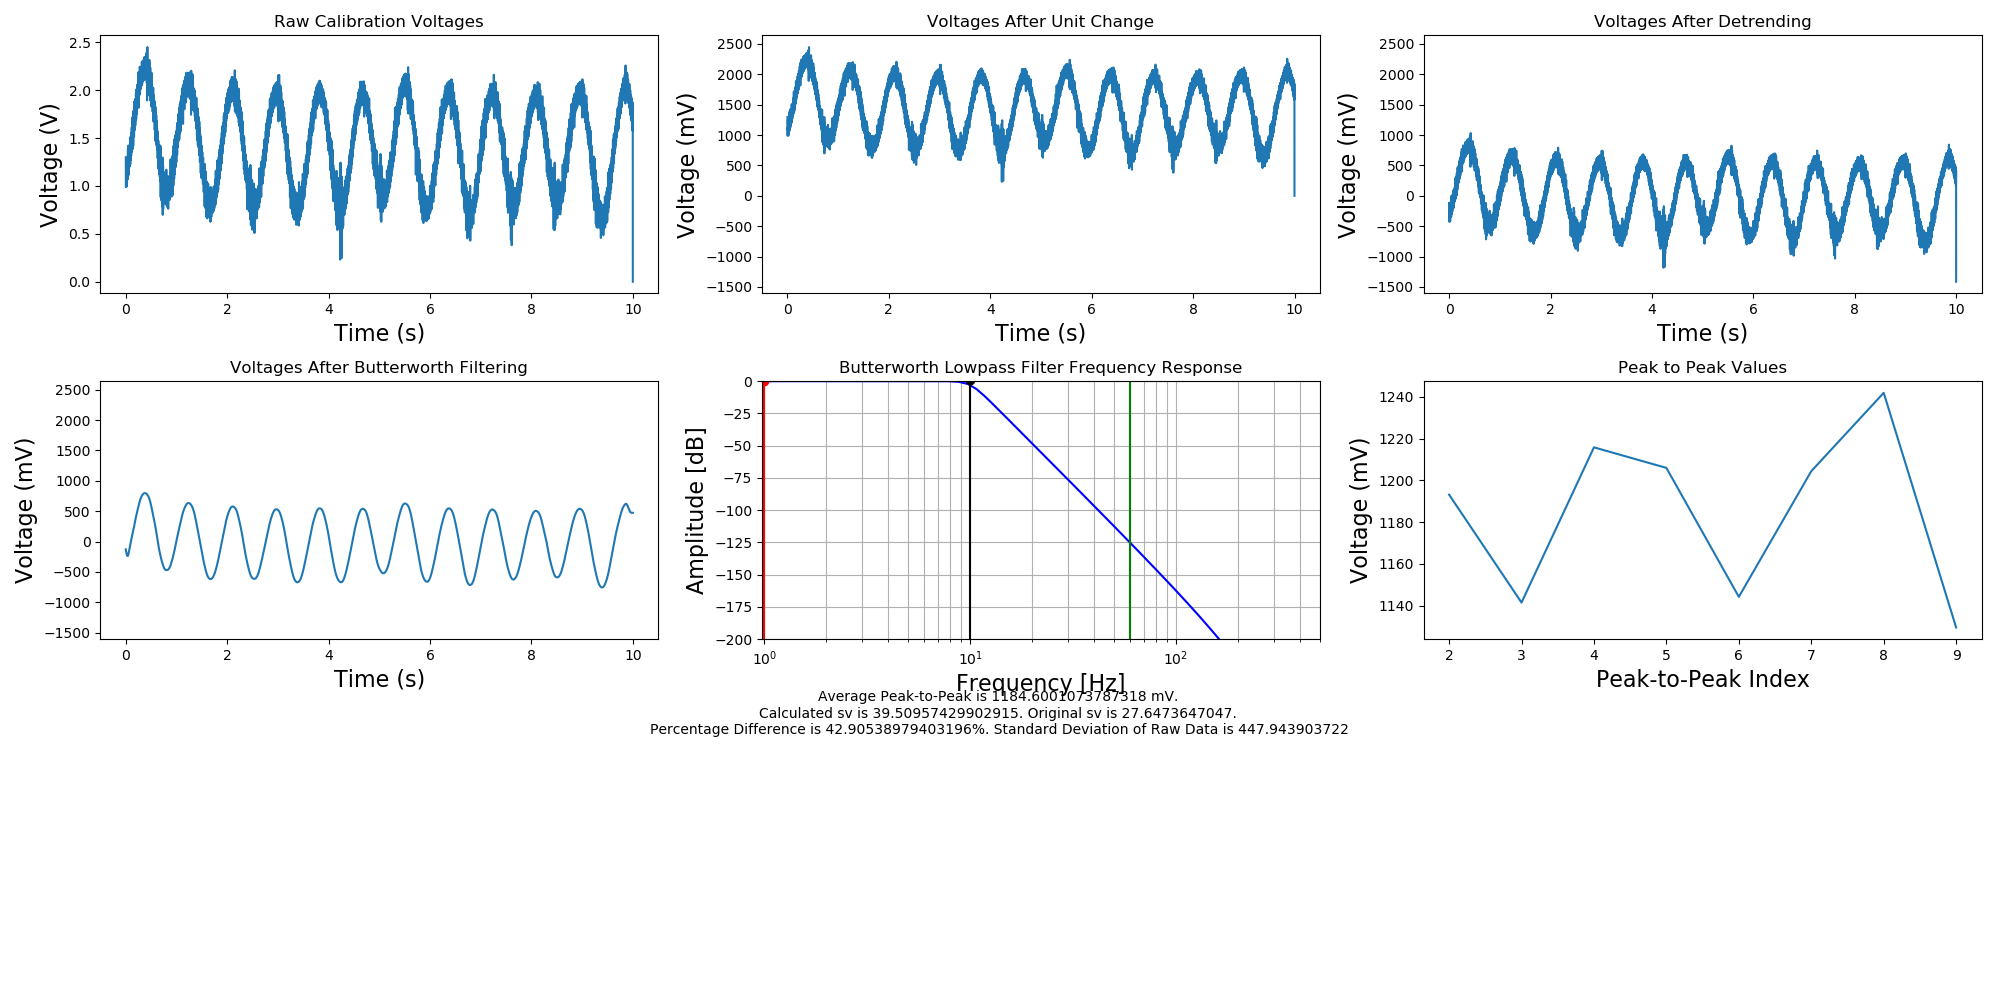 Raw Calibration Voltages
Voltage (V)
2.5
2.0
1.5
1.0
0.5
0.0
0 2 4 6 8 10
Time (s)
Voltages After Unit Change
Voltage (mV)
2500
2000
1500
1000
500
0
−500
−1000
−1500
0 2 4 6 8 10
Time (s)
Voltages After Detrending
Voltage (mV)
2500
2000
1500
1000
500
0
−500
−1000
−1500
0 2 4 6 8 10
Time (s)
Voltages After Butterworth Filtering
Voltage (mV)
2500
2000
1500
1000
500
0
−500
−1000
−1500
0 2 4 6 8 10
Time (s)
Butterworth Lowpass Filter Frequency Response
Amplitude [dB]
0
−25
−50
−75
−100
−125
−150
−175
−200
10⁰ 10¹ 10²
Frequency [Hz]
Peak to Peak Values
Voltage (mV)
1240
1220
1200
1180
1160
1140
2 3 4 5 6 7 8 9
Peak-to-Peak Index
Average Peak-to-Peak is 1184.6001073787318 mV.
Calculated sv is 39.50957429902915. Original sv is 27.6473647047.
Percentage Difference is 42.90538979403196%. Standard Deviation of Raw Data is 447.943903722